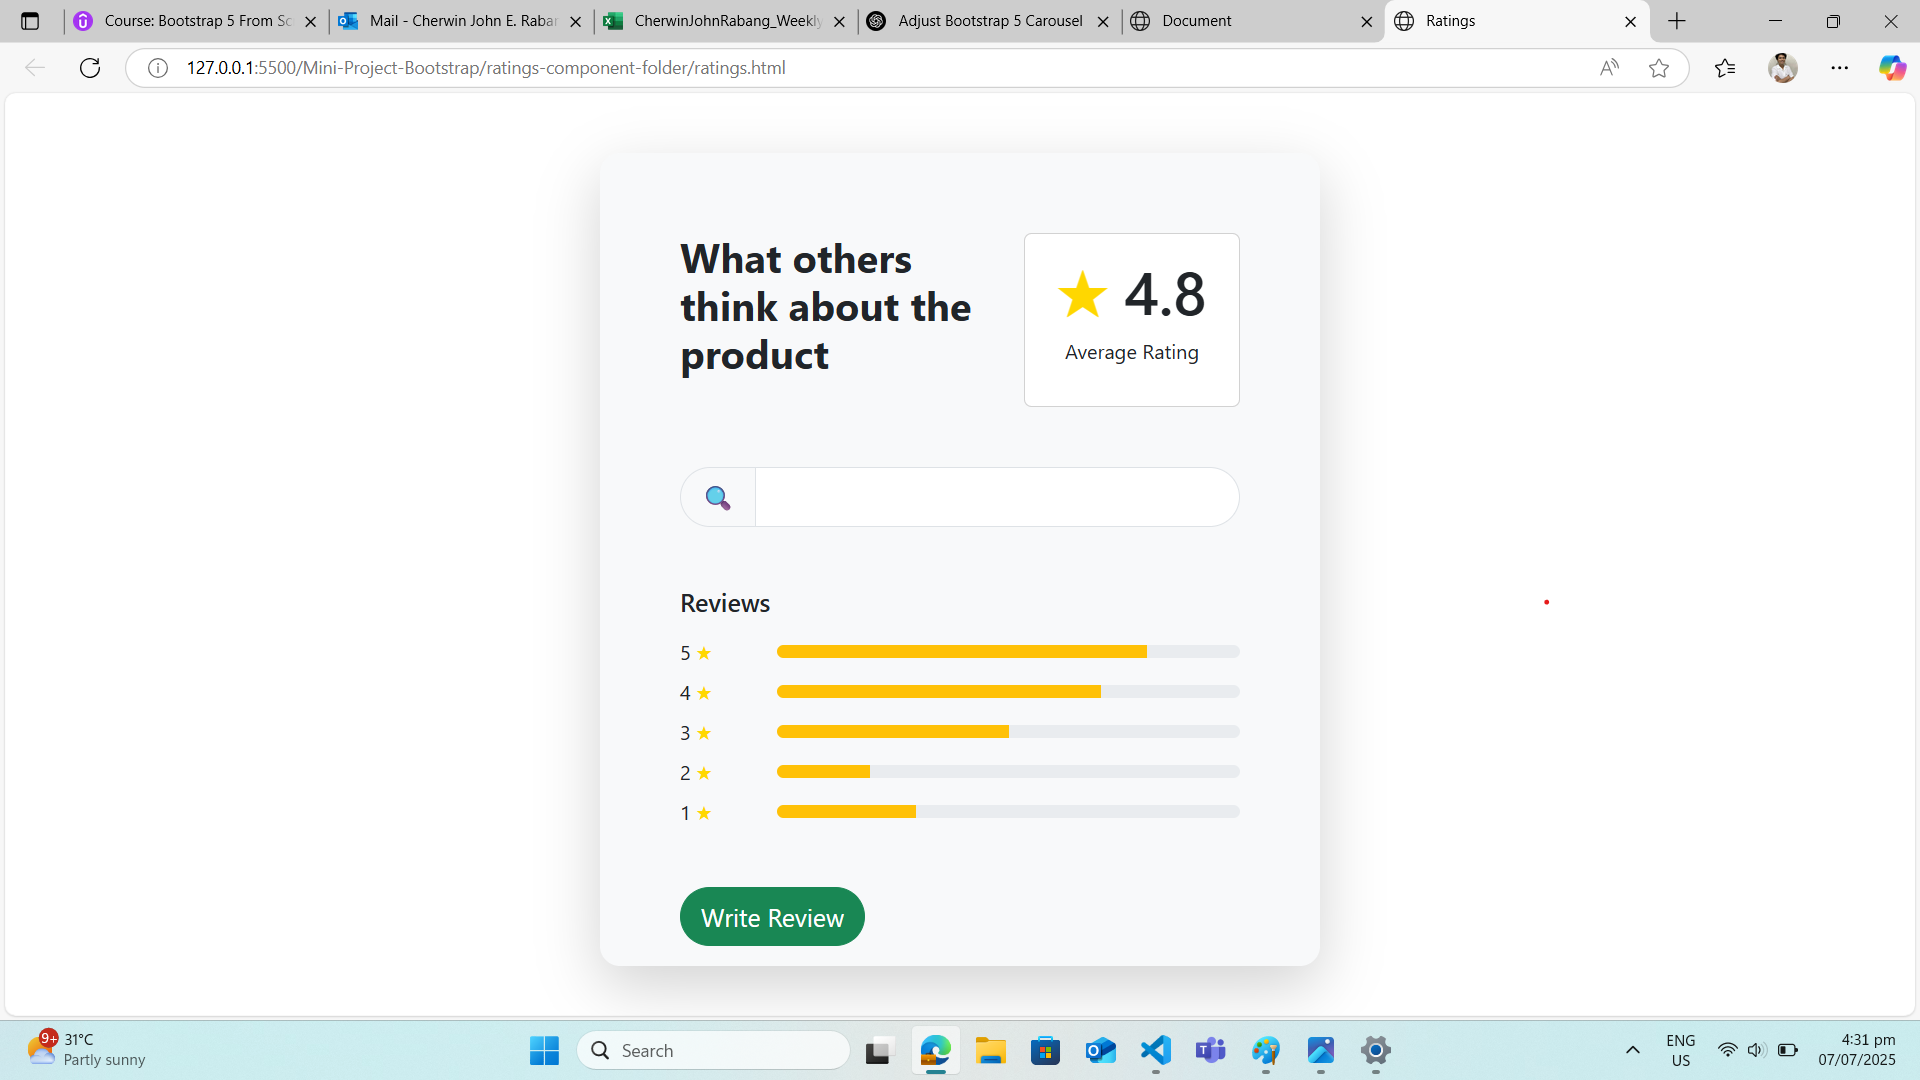 Course: Bootstrap 5 From Sc
Mail - Cherwin John E. Raban
CherwinJohnRabang_Weekly
Adjust Bootstrap 5 Carousel
Document
Ratings
127.0.0.1:5500/Mini-Project-Bootstrap/ratings-component-folder/ratings.html
What others
think about the
product
★ 4.8
Average Rating
Reviews
5 ★
4 ★
3 ★
2 ★
1 ★
Write Review
9+
31°C
Partly sunny
Search
ENG
US
4:31 pm
07/07/2025